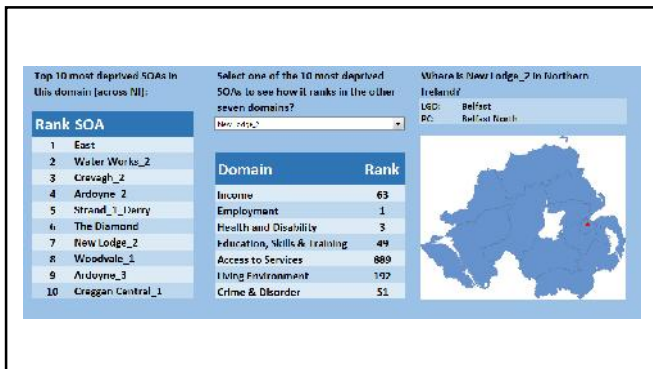 Top 10 most deprived SOAs in
this domain (across NI):
Rank SOA
1 East
2 Water Works_2
3 Crevagh_2
4 Ardoyne_2
5 Strand_1_Derry
6 The Diamond
7 New Lodge_2
8 Woodvale_1
9 Ardoyne_3
10 Creggan Central_1
Select one of the 10 most deprived
SOAs to see how it ranks in the other
seven domains?
New Lodge_2
Domain Rank
Income 63
Employment 1
Health and Disability 3
Education, Skills & Training 49
Access to Services 889
Living Environment 192
Crime & Disorder 51
Where is New Lodge_2 in Northern
Ireland?
LGD: Belfast
PC: Belfast North